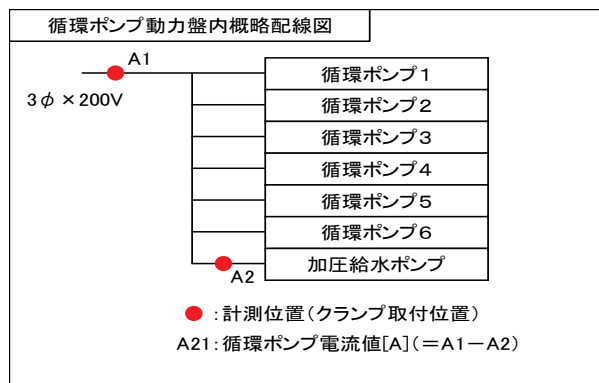 循環ポンプ動力盤内概略配線図
A1
3φ×200V
循環ポンプ1
循環ポンプ2
循環ポンプ3
循環ポンプ4
循環ポンプ5
循環ポンプ6
加圧給水ポンプ
A2
:計測位置(クランプ取付位置)
A21:循環ポンプ電流値[A](=A1-A2)